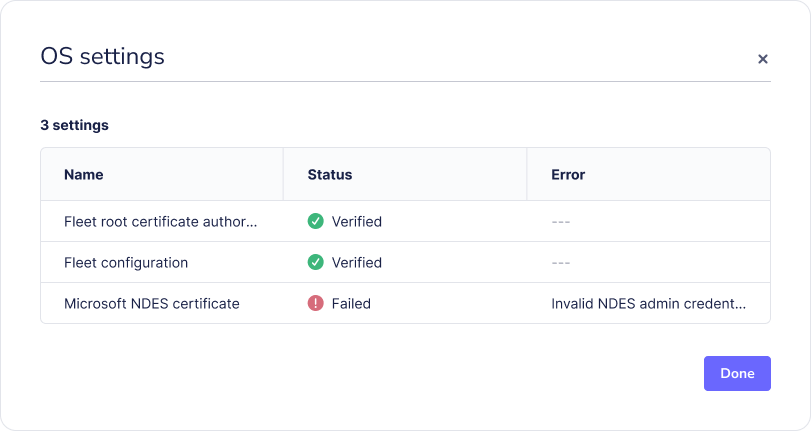 OS settings
3 settings
Name Status Error
Fleet root certificate author... Verified ---
Fleet configuration Verified ---
Microsoft NDES certificate Failed Invalid NDES admin credent...
Done